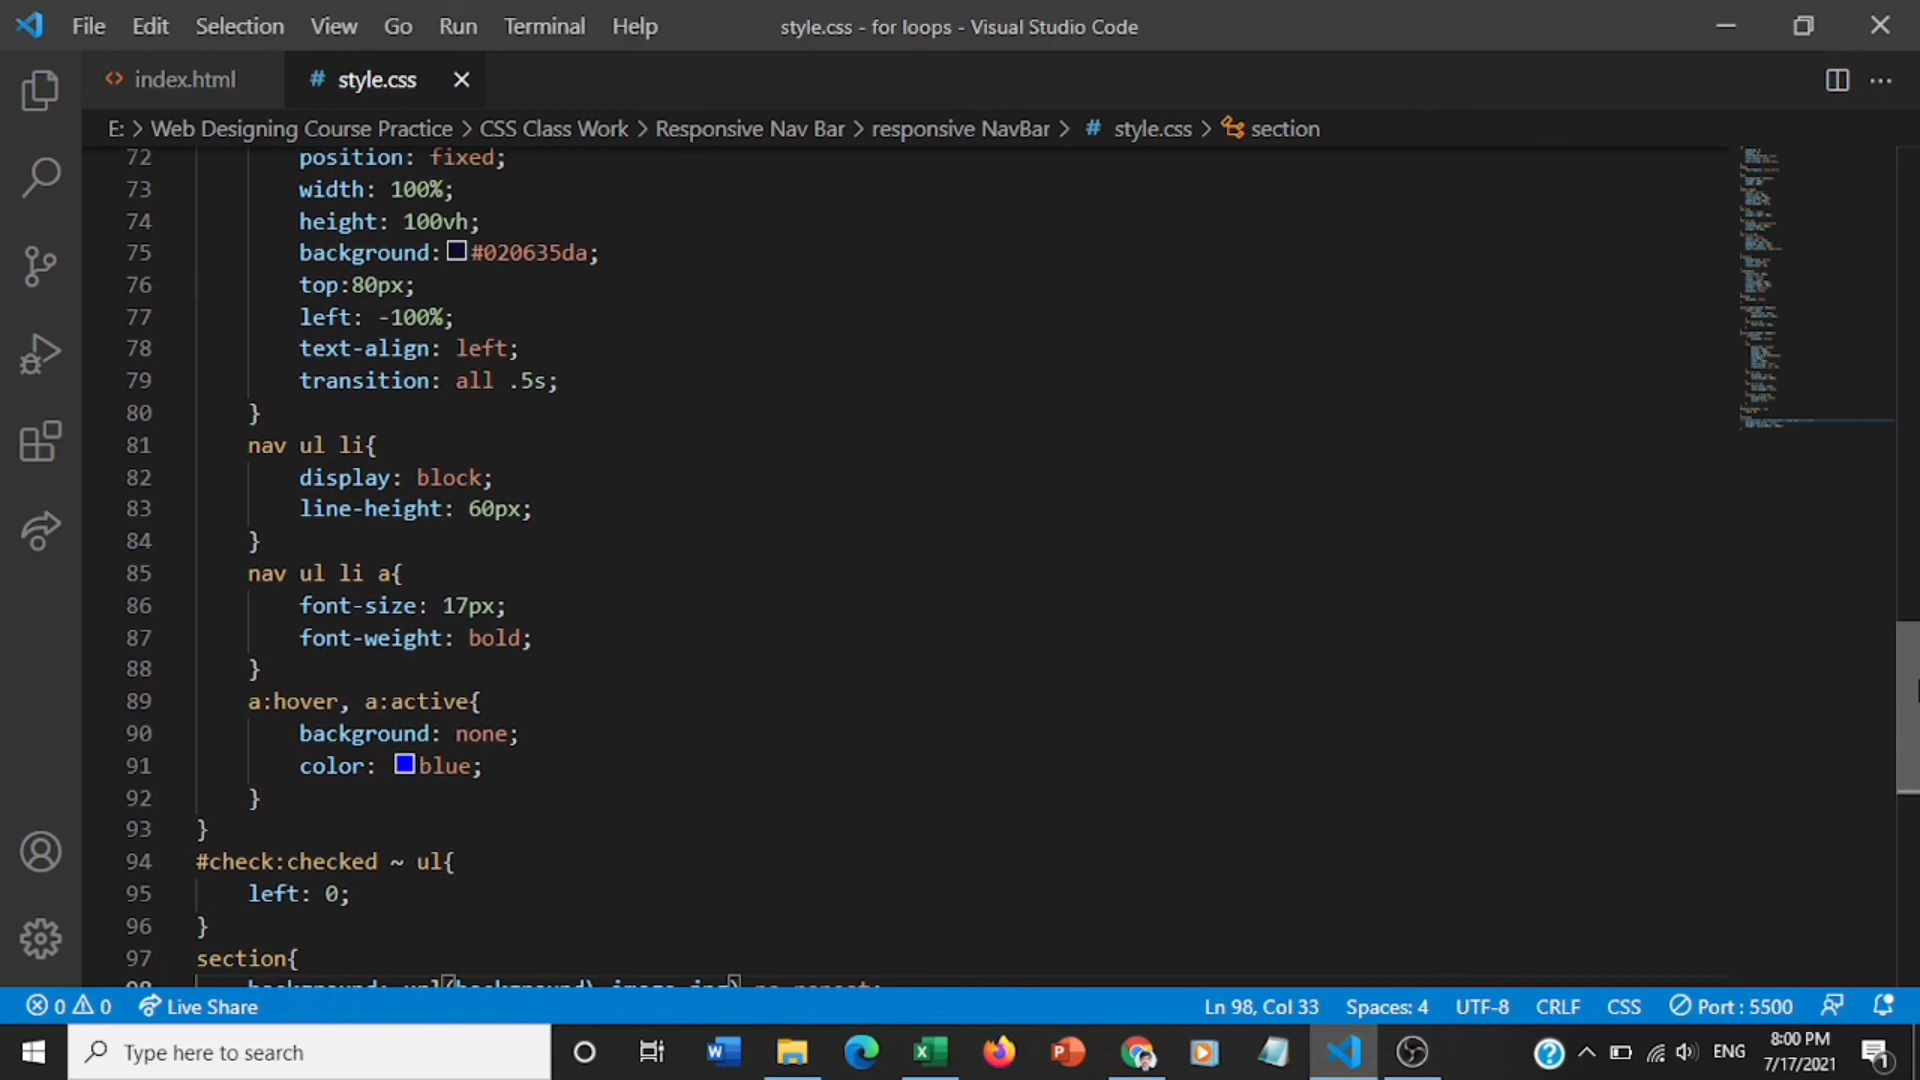 File Edit Selection View Go Run Terminal Help style.css - for loops - Visual Studio Code
index.html # style.css
E: > Web Designing Course Practice > CSS Class Work > Responsive Nav Bar > responsive NavBar > # style.css > section
72 position: fixed;
73 width: 100%;
74 height: 100vh;
75 background: #020635da;
76 top:80px;
77 left: -100%;
78 text-align: left;
79 transition: all .5s;
80 }
81 nav ul li{
82 display: block;
83 line-height: 60px;
84 }
85 nav ul li a{
86 font-size: 17px;
87 font-weight: bold;
88 }
89 a:hover, a:active{
90 background: none;
91 color: blue;
92 }
93 }
94 #check:checked ~ ul{
95 left: 0;
96 }
97 section{
0 0 Live Share Ln 98, Col 33 Spaces: 4 UTF-8 CRLF CSS Port : 5500
Type here to search ENG 8:00 PM
7/17/2021 1